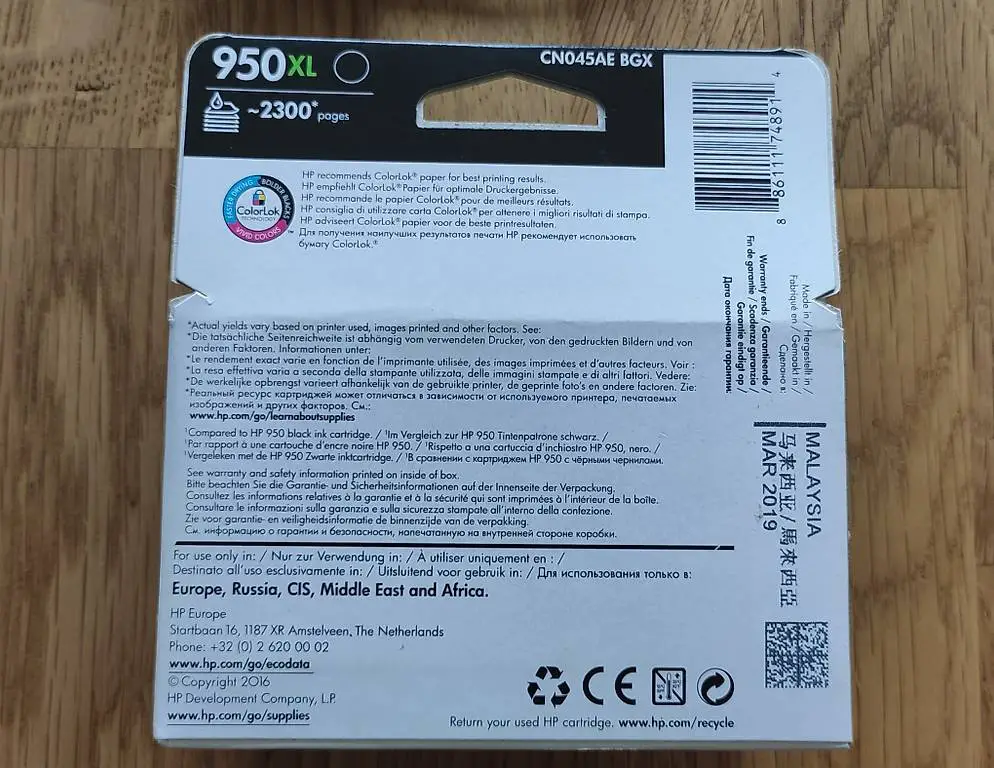 950XL
~2300* pages
CN045AE BGX
8 86111 74891 4
FASTER DRYING
BOLDER BLACKS
ColorLok
TECHNOLOGY
VIVID COLORS
™
HP recommends ColorLok® paper for best printing results.
HP empfiehlt ColorLok® Papier für optimale Druckergebnisse.
HP recommande le papier ColorLok® pour de meilleurs résultats.
HP consiglia di utilizzare carta ColorLok® per ottenere i migliori risultati di stampa.
HP adviseert ColorLok® papier voor de beste printresultaten.
Для получения наилучших результатов печати HP рекомендует использовать
бумагу ColorLok.®
Made in / Hergestellt in /
Fabriqué en / Gemaakt in /
Сделано в:
Warranty ends / Garantieende /
Fin de garantie / Scadenza garanzia /
Garantie eindigt op /
Дата окончания гарантии:
MALAYSIA
马来西亚/馬來西亞
MAR 2019
*Actual yields vary based on printer used, images printed and other factors. See:
*Die tatsächliche Seitenreichweite ist abhängig vom verwendeten Drucker, von den gedruckten Bildern und von
anderen Faktoren. Informationen unter:
*Le rendement exact varie en fonction de l'imprimante utilisée, des images imprimées et d'autres facteurs. Voir :
*La resa effettiva varia a seconda della stampante utilizzata, delle immagini stampate e di altri fattori. Vedere:
*De werkelijke opbrengst varieert afhankelijk van de gebruikte printer, de geprinte foto's en andere factoren. Zie:
*Реальный ресурс картриджей может отличаться в зависимости от используемого принтера, печатаемых
изображений и других факторов. См.:
www.hp.com/go/learnaboutsupplies
¹Compared to HP 950 black ink cartridge. / ¹Im Vergleich zur HP 950 Tintenpatrone schwarz. /
¹Par rapport à une cartouche d'encre noire HP 950. / ¹Rispetto a una cartuccia d'inchiostro HP 950, nero. /
¹Vergeleken met de HP 950 Zwarte inktcartridge. / ¹В сравнении с картриджем HP 950 с чёрными чернилами.
See warranty and safety information printed on inside of box.
Bitte beachten Sie die Garantie- und Sicherheitsinformationen auf der Innenseite der Verpackung.
Consultez les informations relatives à la garantie et à la sécurité qui sont imprimées à l'intérieur de la boîte.
Consultare le informazioni sulla garanzia e sulla sicurezza stampate all'interno della confezione.
Zie voor garantie- en veiligheidsinformatie de binnenzijde van de verpakking.
См. информацию о гарантии и безопасности, напечатанную на внутренней стороне коробки.
For use only in: / Nur zur Verwendung in: / À utiliser uniquement en : /
Destinato all'uso esclusivamente in: / Uitsluitend voor gebruik in: / Для использования только в:
Europe, Russia, CIS, Middle East and Africa.
HP Europe
Startbaan 16, 1187 XR Amstelveen, The Netherlands
Phone: +32 (0) 2 620 00 02
www.hp.com/go/ecodata
© Copyright 2016
HP Development Company, L.P.
www.hp.com/go/supplies
CE
Return your used HP cartridge. www.hp.com/recycle